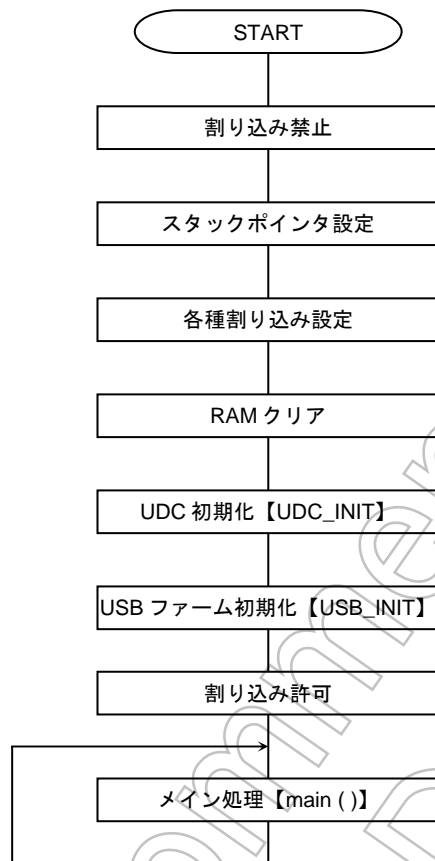 START
割り込み禁止
スタックポインタ設定
各種割り込み設定
RAM クリア
UDC 初期化【UDC_INIT】
USB ファーム初期化【USB_INIT】
割り込み許可
メイン処理【main ( )】